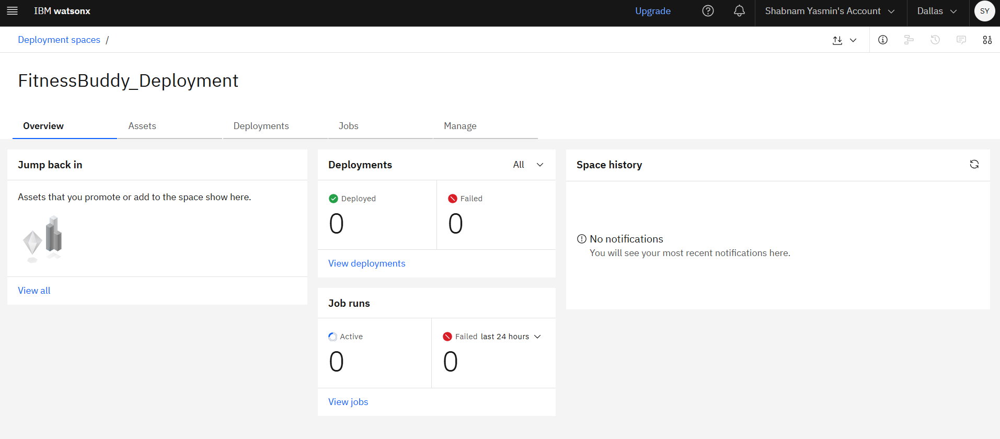 IBM watsonx
Upgrade
Shabnam Yasmin's Account
Dallas
SY
Deployment spaces /
FitnessBuddy_Deployment
Overview
Assets
Deployments
Jobs
Manage
Jump back in
Assets that you promote or add to the space show here.
View all
Deployments
All
Deployed
0
Failed
0
View deployments
Job runs
Active
0
Failed last 24 hours
0
View jobs
Space history
No notifications
You will see your most recent notifications here.